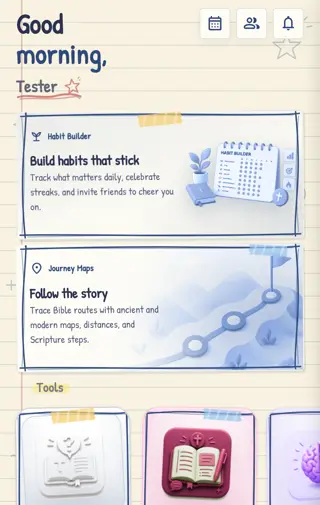 Good
morning,
Tester
Habit Builder
Build habits that stick
Track what matters daily, celebrate
streaks, and invite friends to cheer you
on.
HABIT BUILDER
Journey Maps
Follow the story
Trace Bible routes with ancient and
modern maps, distances, and
Scripture steps.
Tools